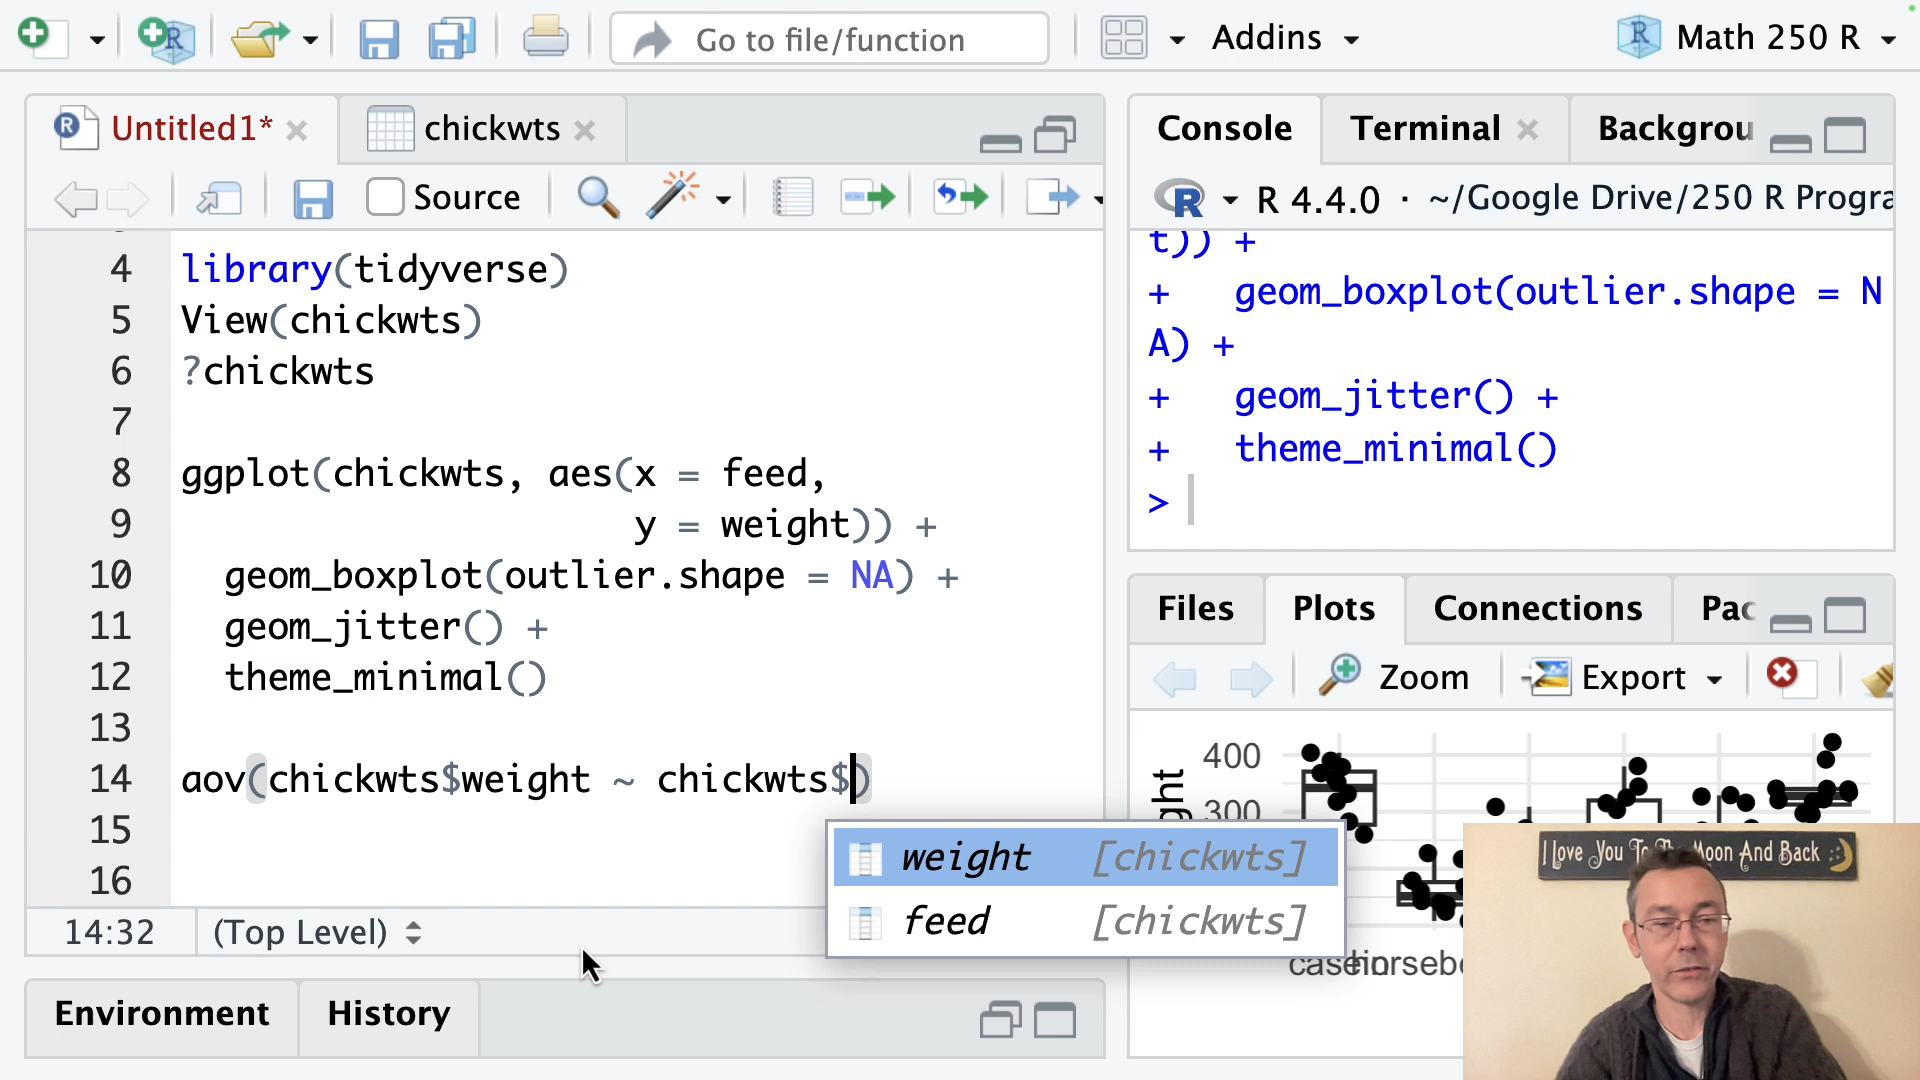 Go to file/function
Addins
Math 250 R
Untitled1*
chickwts
Source
4 library(tidyverse)
5 View(chickwts)
6 ?chickwts
7
8 ggplot(chickwts, aes(x = feed,
9 y = weight)) +
10 geom_boxplot(outlier.shape = NA) +
11 geom_jitter() +
12 theme_minimal()
13
14 aov(chickwts$weight ~ chickwts$)
15
16
weight [chickwts]
feed [chickwts]
14:32 (Top Level)
Environment History
Console Terminal Backgrou
R 4.4.0 · ~/Google Drive/250 R Progra
t)) +
+ geom_boxplot(outlier.shape = N
A) +
+ geom_jitter() +
+ theme_minimal()
>
Files Plots Connections Pac
Zoom Export
400
300
ght
casein
horsebe
I Love You To The Moon And Back